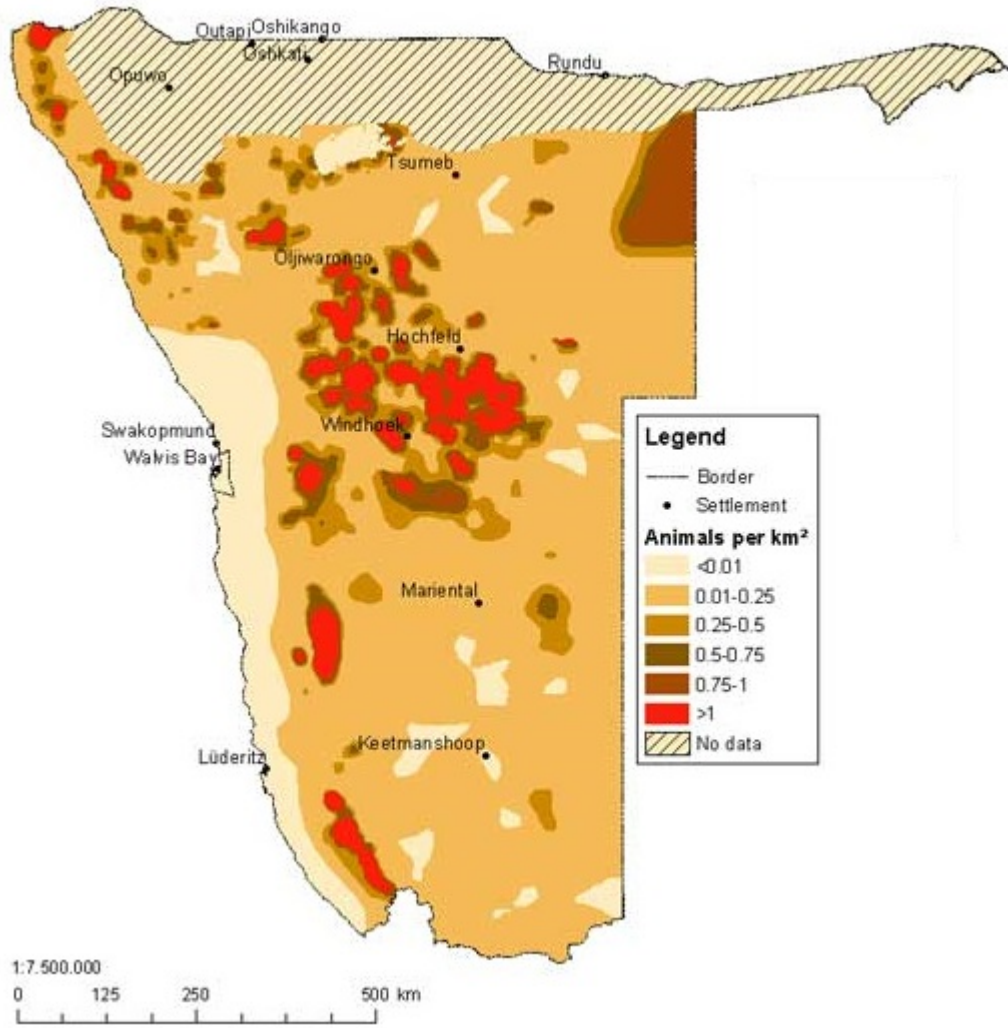 Outapi
Oshikango
Oshkati
Opuwo
Rundu
Tsumeb
Oljiwarongo
Hochfeld
Windhoek
Swakopmund
Walvis Bay
Mariental
Keetmanshoop
Lüderitz
Legend
Border
Settlement
Animals per km²
<0.01
0.01-0.25
0.25-0.5
0.5-0.75
0.75-1
>1
No data
1:7.500.000
0 125 250 500 km